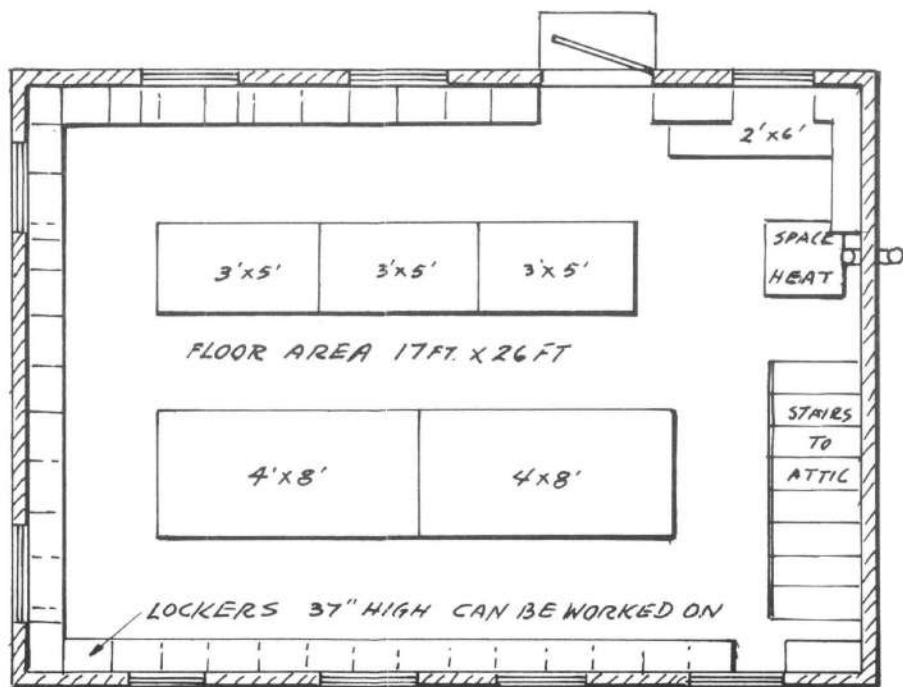 2'x6'
SPACE
HEAT
3'x5'
3'x5'
3'x5'
FLOOR AREA 17FT. x 26FT
STAIRS
TO
ATTIC
4'x8'
4x8'
LOCKERS 37" HIGH CAN BE WORKED ON